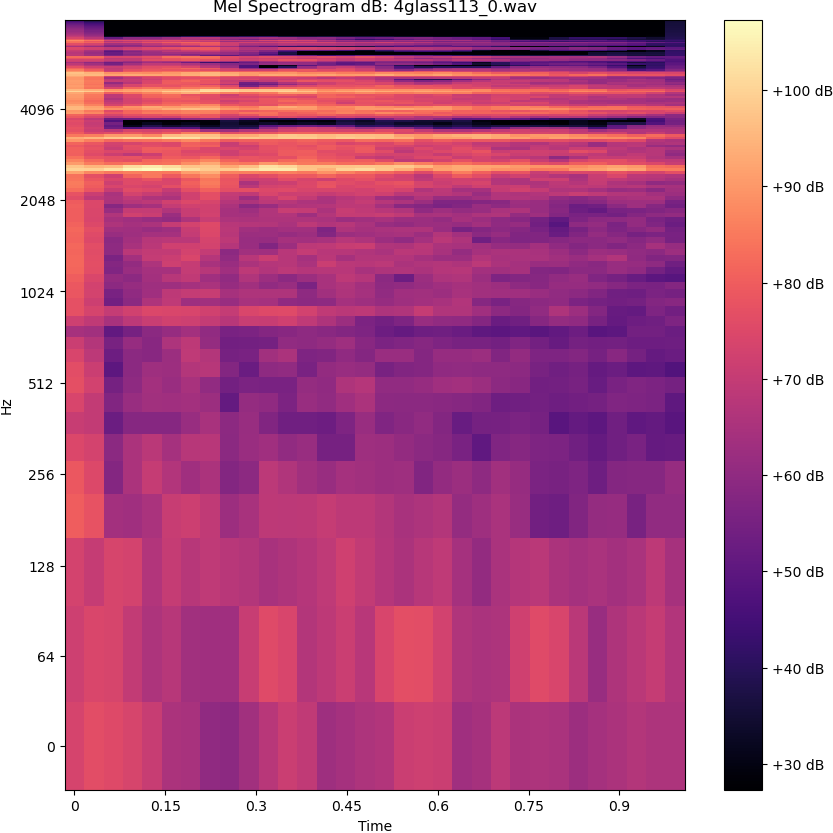 Mel Spectrogram dB: 4glass113_0.wav
4096
2048
1024
512
256
128
64
0
Hz
0 0.15 0.3 0.45 0.6 0.75 0.9
Time
+100 dB
+90 dB
+80 dB
+70 dB
+60 dB
+50 dB
+40 dB
+30 dB